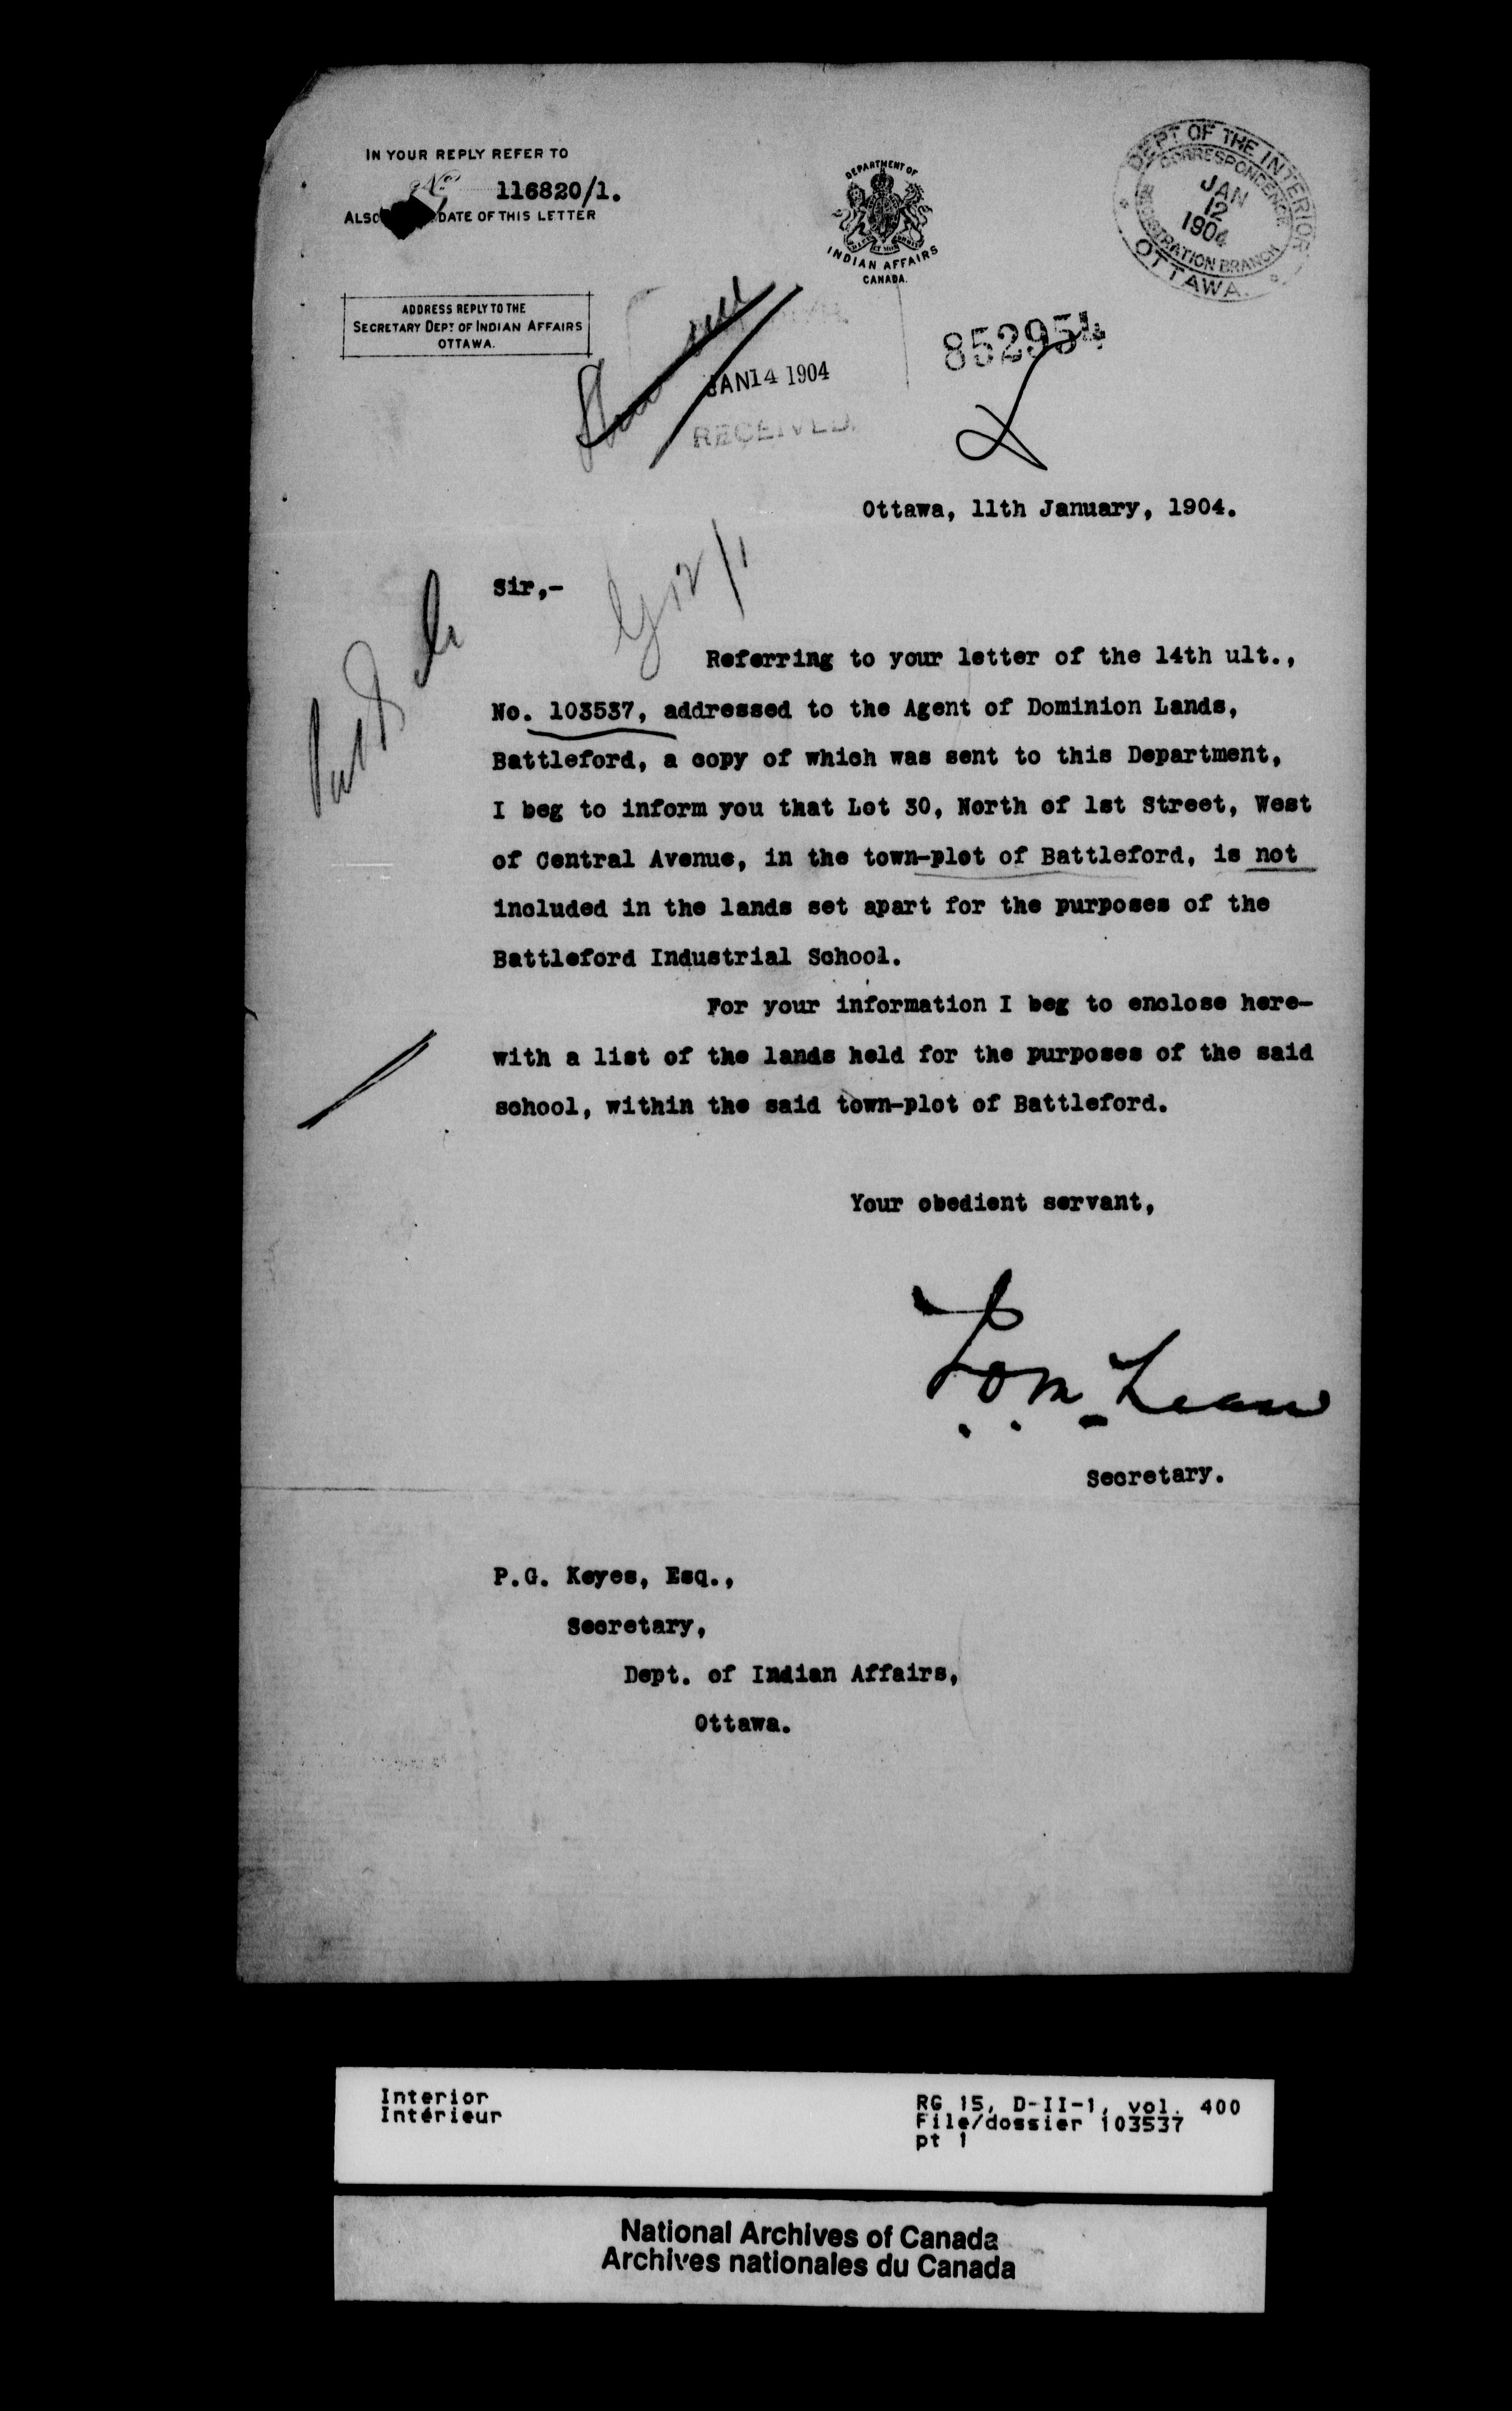 IN YOUR REPLY REFER TO
No. 116820/1.
ALSO DATE OF THIS LETTER
ADDRESS REPLY TO THE
SECRETARY DEPT OF INDIAN AFFAIRS
OTTAWA.
DEPARTMENT OF
INDIAN AFFAIRS
CANADA.
DEPT OF THE INTERIOR
CORRESPONDENCE
JAN
12
1904
REGISTRATION BRANCH
OTTAWA.
JAN 14 1904
RECEIVED.
852954
Ottawa, 11th January, 1904.
Sir,-
12/1
Referring to your letter of the 14th ult.,
No. 103537, addressed to the Agent of Dominion Lands,
Battleford, a copy of which was sent to this Department,
I beg to inform you that Lot 30, North of 1st Street, West
of Central Avenue, in the town-plot of Battleford, is not
included in the lands set apart for the purposes of the
Battleford Industrial School.
For your information I beg to enclose here-
with a list of the lands held for the purposes of the said
school, within the said town-plot of Battleford.
Your obedient servant,
Secretary.
P.G. Keyes, Esq.,
Secretary,
Dept. of Indian Affairs,
Ottawa.
Interior
Intérieur
RG 15, D-II-1, vol. 400
File/dossier 103537
pt 1
National Archives of Canada
Archives nationales du Canada